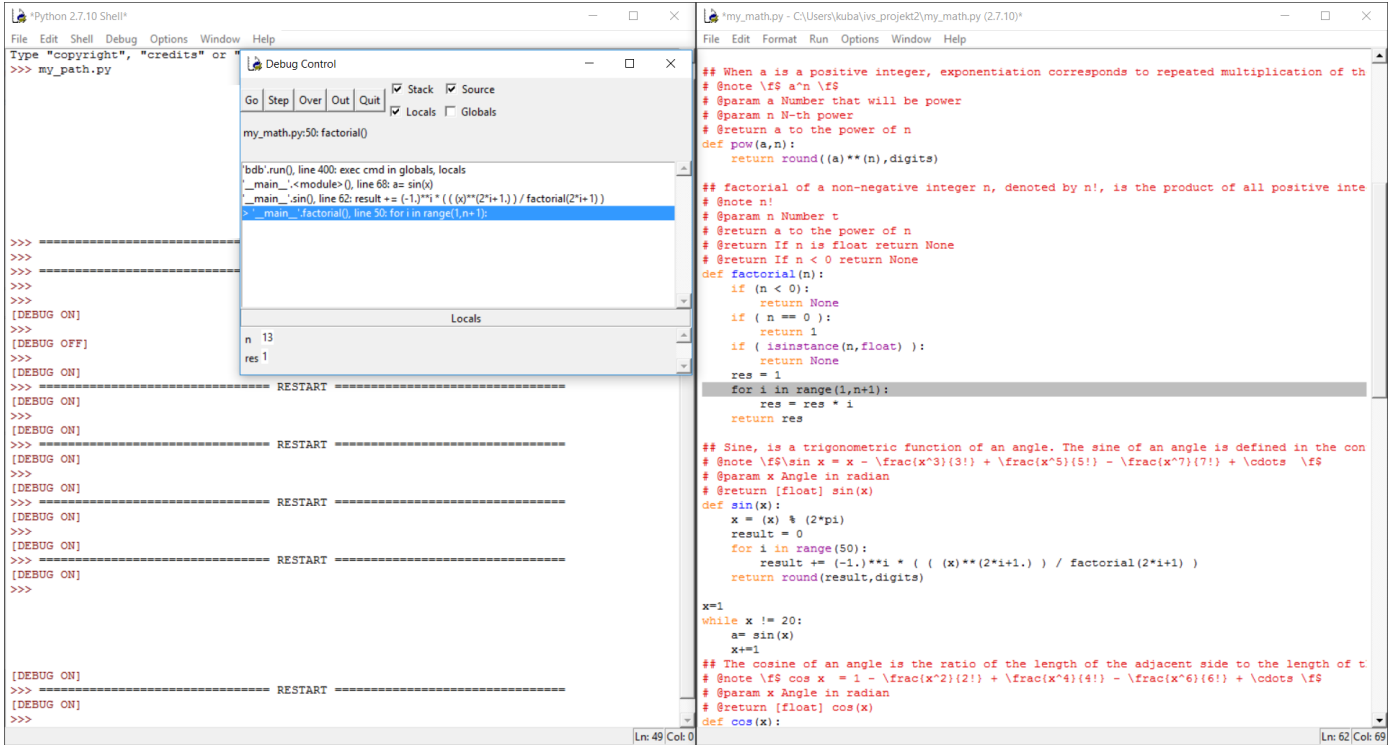 *Python 2.7.10 Shell*
File Edit Shell Debug Options Window Help
Type "copyright", "credits" or "
>>> my_path.py
>>> ================================
>>>
>>> ================================
>>>
>>>
[DEBUG ON]
>>>
[DEBUG OFF]
>>>
[DEBUG ON]
>>> ================================ RESTART ================================
[DEBUG ON]
>>>
[DEBUG ON]
>>> ================================ RESTART ================================
[DEBUG ON]
>>>
[DEBUG ON]
>>> ================================ RESTART ================================
[DEBUG ON]
>>>
[DEBUG ON]
>>> ================================ RESTART ================================
[DEBUG ON]
>>>
[DEBUG ON]
>>> ================================ RESTART ================================
[DEBUG ON]
>>>
Ln: 49 Col: 0
Debug Control
Go Step Over Out Quit
Stack Source
Locals Globals
my_math.py:50: factorial()
'bdb'.run(), line 400: exec cmd in globals, locals
'__main__'.<module>(), line 68: a= sin(x)
'__main__'.sin(), line 62: result += (-1.)**i * ( ( (x)**(2*i+1.) ) / factorial(2*i+1) )
> '__main__'.factorial(), line 50: for i in range(1,n+1):
Locals
n 13
res 1
*my_math.py - C:\Users\kuba\ivs_projekt2\my_math.py (2.7.10)*
File Edit Format Run Options Window Help
## When a is a positive integer, exponentiation corresponds to repeated multiplication of th
# @note \f$ a^n \f$
# @param a Number that will be power
# @param n N-th power
# @return a to the power of n
def pow(a,n):
    return round((a)**(n),digits)
## factorial of a non-negative integer n, denoted by n!, is the product of all positive inte
# @note n!
# @param n Number t
# @return a to the power of n
# @return If n is float return None
# @return If n < 0 return None
def factorial(n):
    if (n < 0):
        return None
    if ( n == 0 ):
        return 1
    if ( isinstance(n,float) ):
        return None
    res = 1
    for i in range(1,n+1):
        res = res * i
    return res
## Sine, is a trigonometric function of an angle. The sine of an angle is defined in the con
# @note \f$\sin x = x - \frac{x^3}{3!} + \frac{x^5}{5!} - \frac{x^7}{7!} + \cdots  \f$
# @param x Angle in radian
# @return [float] sin(x)
def sin(x):
    x = (x) % (2*pi)
    result = 0
    for i in range(50):
        result += (-1.)**i * ( ( (x)**(2*i+1.) ) / factorial(2*i+1) )
    return round(result,digits)
x=1
while x != 20:
    a= sin(x)
    x+=1
## The cosine of an angle is the ratio of the length of the adjacent side to the length of t
# @note \f$ cos x  = 1 - \frac{x^2}{2!} + \frac{x^4}{4!} - \frac{x^6}{6!} + \cdots \f$
# @param x Angle in radian
# @return [float] cos(x)
def cos(x):
Ln: 62 Col: 69